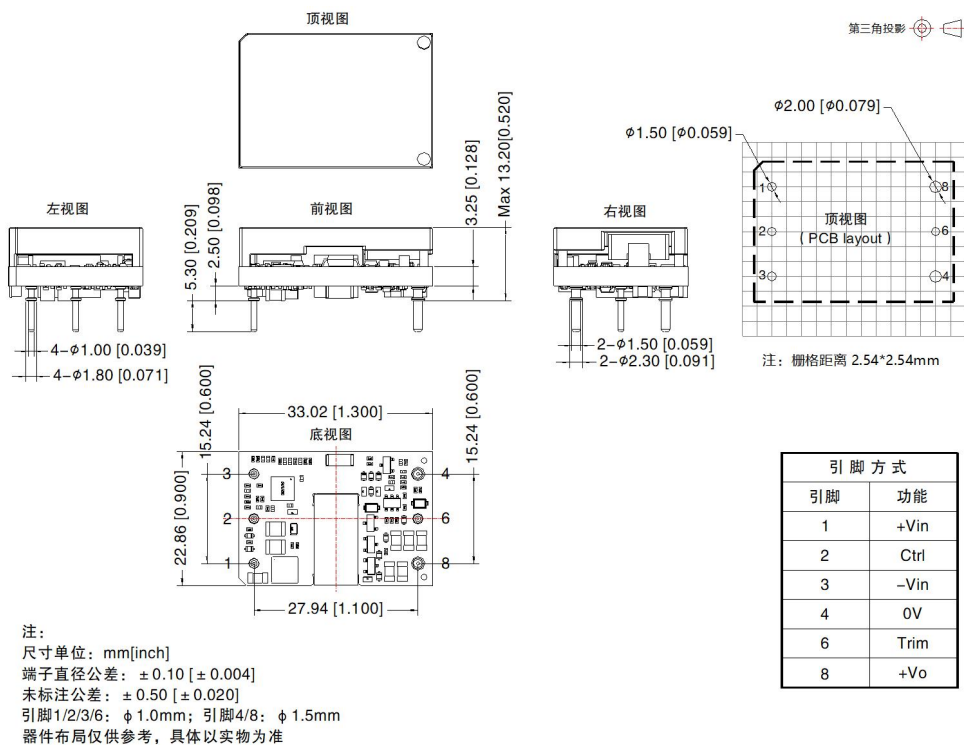 顶视图
第三角投影
左视图
前视图
右视图
5.30 [0.209]
2.50 [0.098]
3.25 [0.128]
Max 13.20[0.520]
4-φ1.00 [0.039]
4-φ1.80 [0.071]
2-φ1.50 [0.059]
2-φ2.30 [0.091]
φ2.00 [φ0.079]
φ1.50 [φ0.059]
1
8
2
6
3
4
顶视图
( PCB layout )
注: 栅格距离 2.54*2.54mm
33.02 [1.300]
底视图
15.24 [0.600]
15.24 [0.600]
22.86 [0.900]
3
4
2
6
1
8
27.94 [1.100]
引脚方式
引脚 功能
1 +Vin
2 Ctrl
3 –Vin
4 0V
6 Trim
8 +Vo
注:
尺寸单位: mm[inch]
端子直径公差: ±0.10 [±0.004]
未标注公差: ±0.50 [±0.020]
引脚1/2/3/6: φ1.0mm; 引脚4/8: φ1.5mm
器件布局仅供参考，具体以实物为准